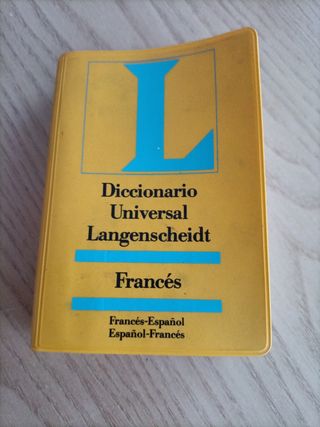 L
Diccionario
Universal
Langenscheidt
Francés
Francés-Español
Español-Francés